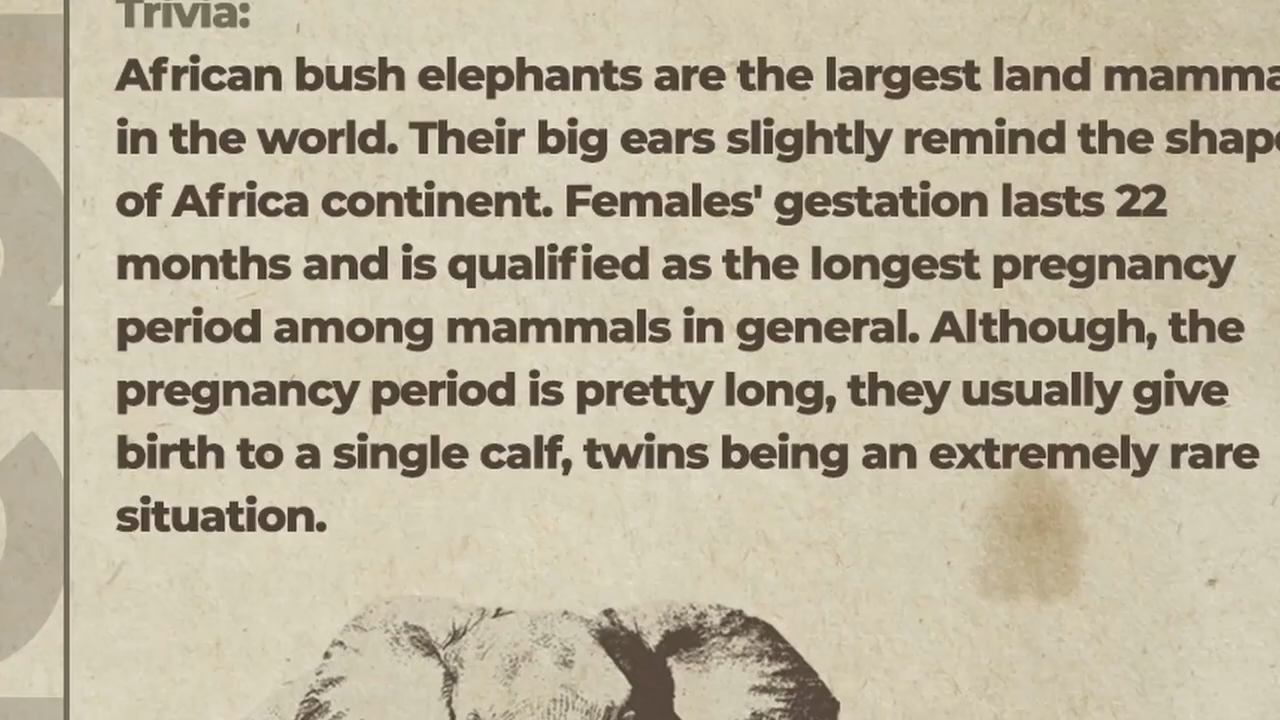 Trivia:
African bush elephants are the largest land mamma
in the world. Their big ears slightly remind the shape
of Africa continent. Females' gestation lasts 22
months and is qualified as the longest pregnancy
period among mammals in general. Although, the
pregnancy period is pretty long, they usually give
birth to a single calf, twins being an extremely rare
situation.